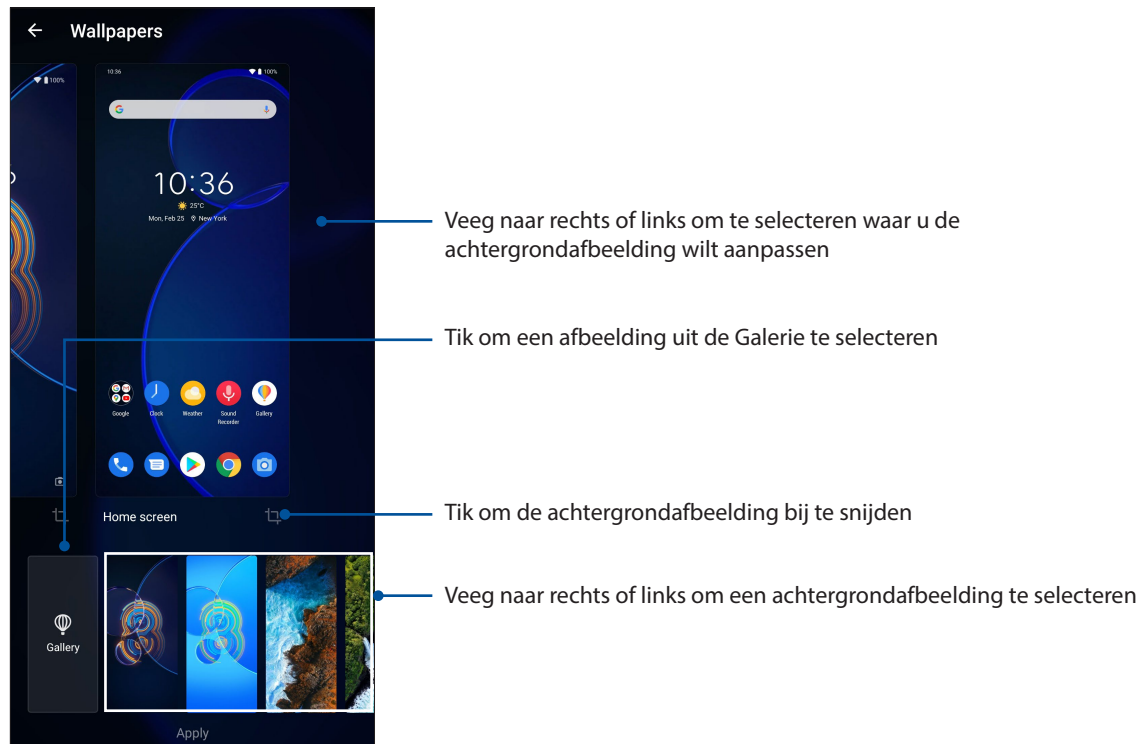 Wallpapers
100%
10:36
100%
10:36
25°C
Mon, Feb 25 New York
Veeg naar rechts of links om te selecteren waar u de
achtergrondafbeelding wilt aanpassen
Tik om een afbeelding uit de Galerie te selecteren
Google
Clock
Weather
Sound
Recorder
Gallery
Home screen
Tik om de achtergrondafbeelding bij te snijden
Veeg naar rechts of links om een achtergrondafbeelding te selecteren
Gallery
Apply